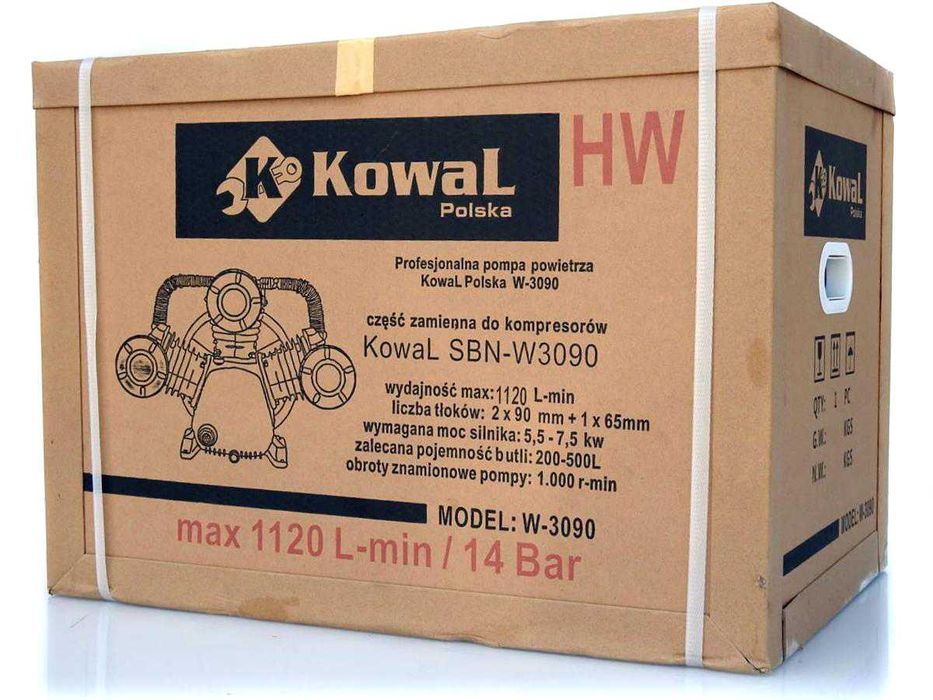 K
KowaL
Polska
HW
Profesjonalna pompa powietrza
KowaL Polska W-3090
część zamienna do kompresorów
KowaL SBN-W3090
wydajność max: 1120 L-min
liczba tłoków: 2 x 90 mm + 1 x 65mm
wymagana moc silnika: 5,5 - 7,5 kw
zalecana pojemność butli: 200-500L
obroty znamionowe pompy: 1.000 r-min
MODEL: W-3090
max 1120 L-min / 14 Bar
K
KowaL
Polska
QTY: 1 PC
G.W.: KGS
N.W.: KGS
MODEL: W-3090